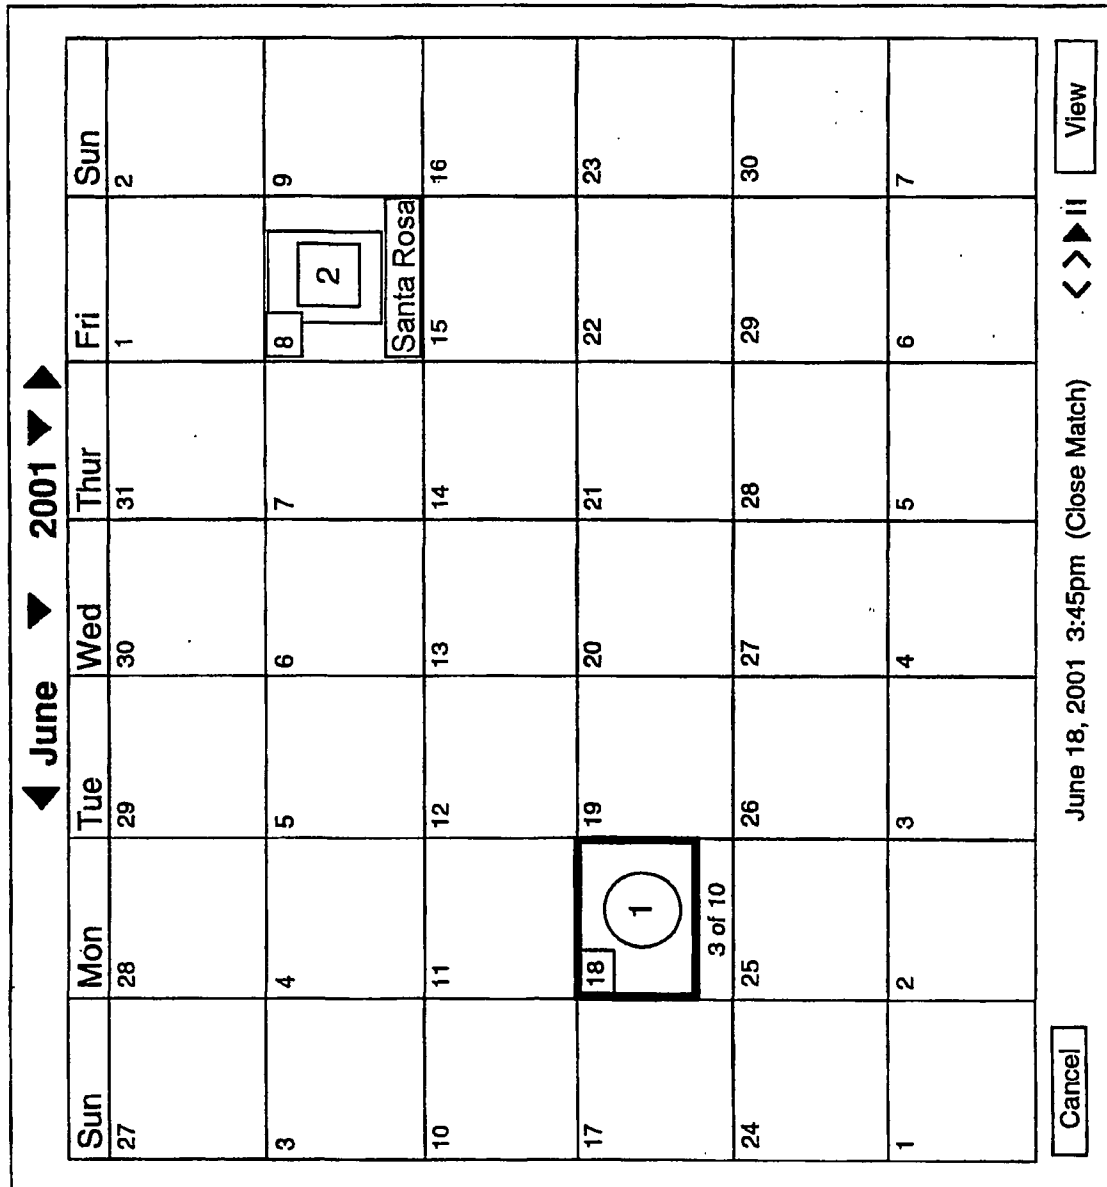 June 2001
Sun Mon Tue Wed Thur Fri Sun
27 28 29 30 31 1 2
3 4 5 6 7 8 9
2
Santa Rosa
10 11 12 13 14 15 16
17 18 19 20 21 22 23
1
3 of 10
24 25 26 27 28 29 30
1 2 3 4 5 6 7
Cancel June 18, 2001 3:45pm (Close Match) < > View